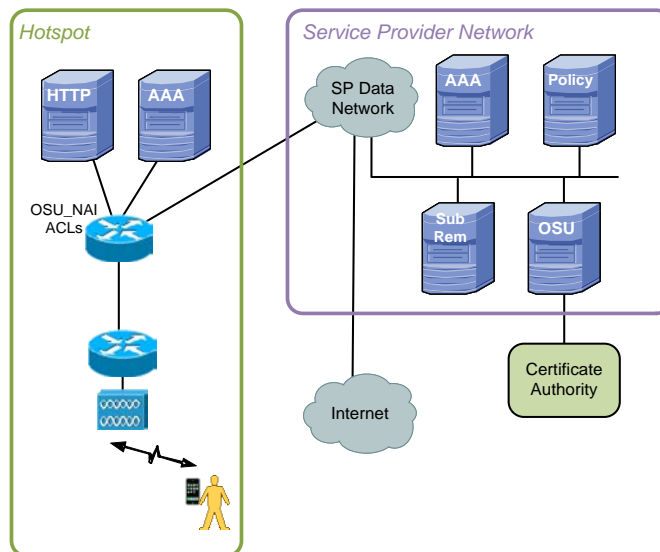 Hotspot
Service Provider Network
HTTP
AAA
SP Data
Network
AAA
Policy
OSU_NAI
ACLs
Sub
Rem
OSU
Internet
Certificate
Authority